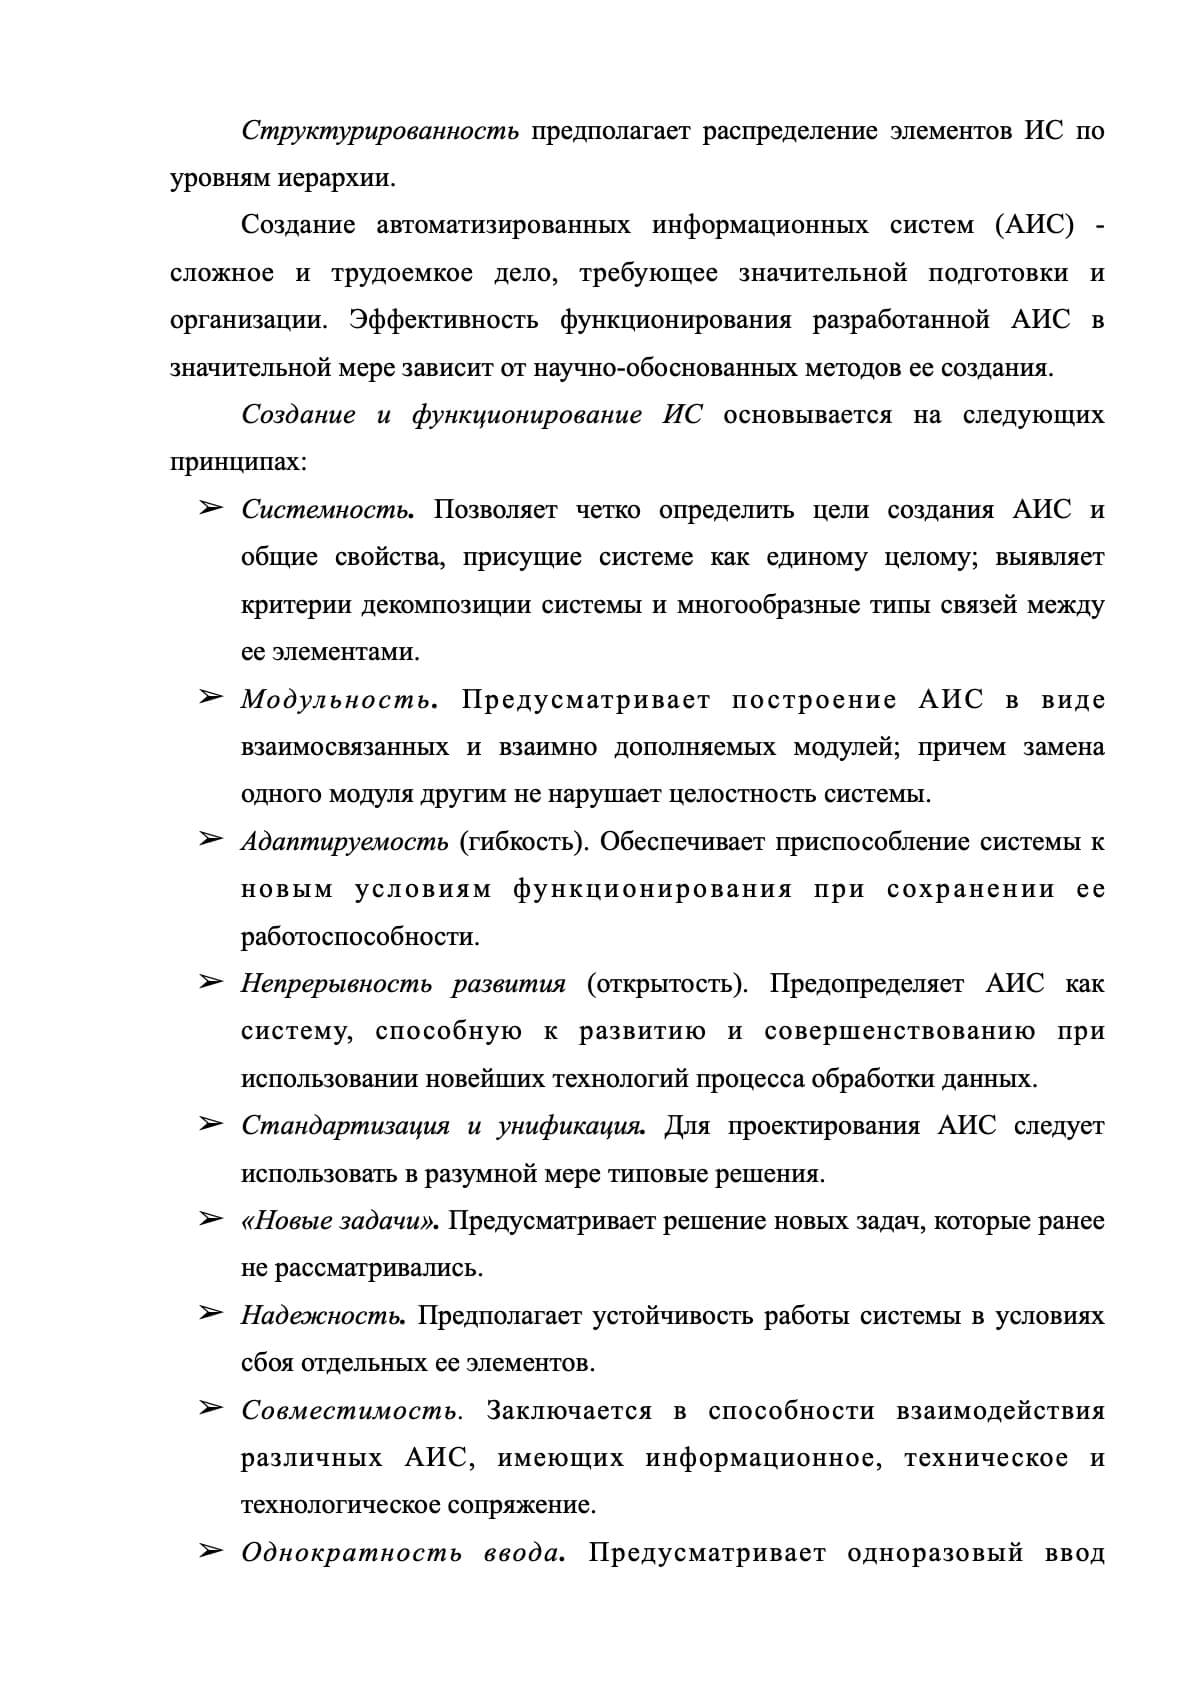 Структурированность предполагает распределение элементов ИС по
уровням иерархии.
Создание автоматизированных информационных систем (АИС) -
сложное и трудоемкое дело, требующее значительной подготовки и
организации. Эффективность функционирования разработанной АИС в
значительной мере зависит от научно-обоснованных методов ее создания.
Создание и функционирование ИС основывается на следующих
принципах:
➢ Системность. Позволяет четко определить цели создания АИС и
общие свойства, присущие системе как единому целому; выявляет
критерии декомпозиции системы и многообразные типы связей между
ее элементами.
➢ Модульность. Предусматривает построение АИС в виде
взаимосвязанных и взаимно дополняемых модулей; причем замена
одного модуля другим не нарушает целостность системы.
➢ Адаптируемость (гибкость). Обеспечивает приспособление системы к
новым условиям функционирования при сохранении ее
работоспособности.
➢ Непрерывность развития (открытость). Предопределяет АИС как
систему, способную к развитию и совершенствованию при
использовании новейших технологий процесса обработки данных.
➢ Стандартизация и унификация. Для проектирования АИС следует
использовать в разумной мере типовые решения.
➢ «Новые задачи». Предусматривает решение новых задач, которые ранее
не рассматривались.
➢ Надежность. Предполагает устойчивость работы системы в условиях
сбоя отдельных ее элементов.
➢ Совместимость. Заключается в способности взаимодействия
различных АИС, имеющих информационное, техническое и
технологическое сопряжение.
➢ Однократность ввода. Предусматривает одноразовый ввод